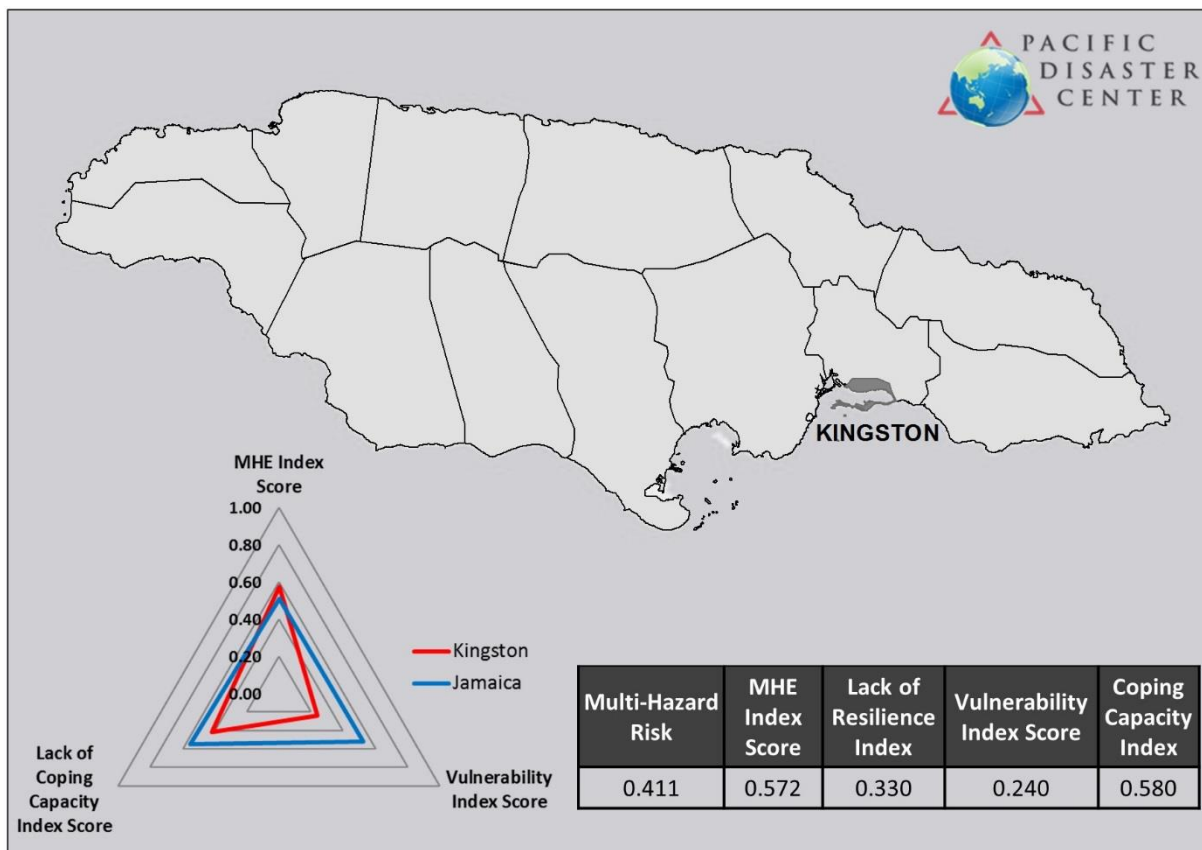 PACIFIC
DISASTER
CENTER
KINGSTON
MHE Index
Score
1.00
0.80
0.60
0.40
0.20
0.00
Kingston
Jamaica
Lack of
Coping
Capacity
Index Score
Vulnerability
Index Score
Multi-Hazard
Risk
MHE
Index
Score
Lack of
Resilience
Index
Vulnerability
Index Score
Coping
Capacity
Index
0.411
0.572
0.330
0.240
0.580